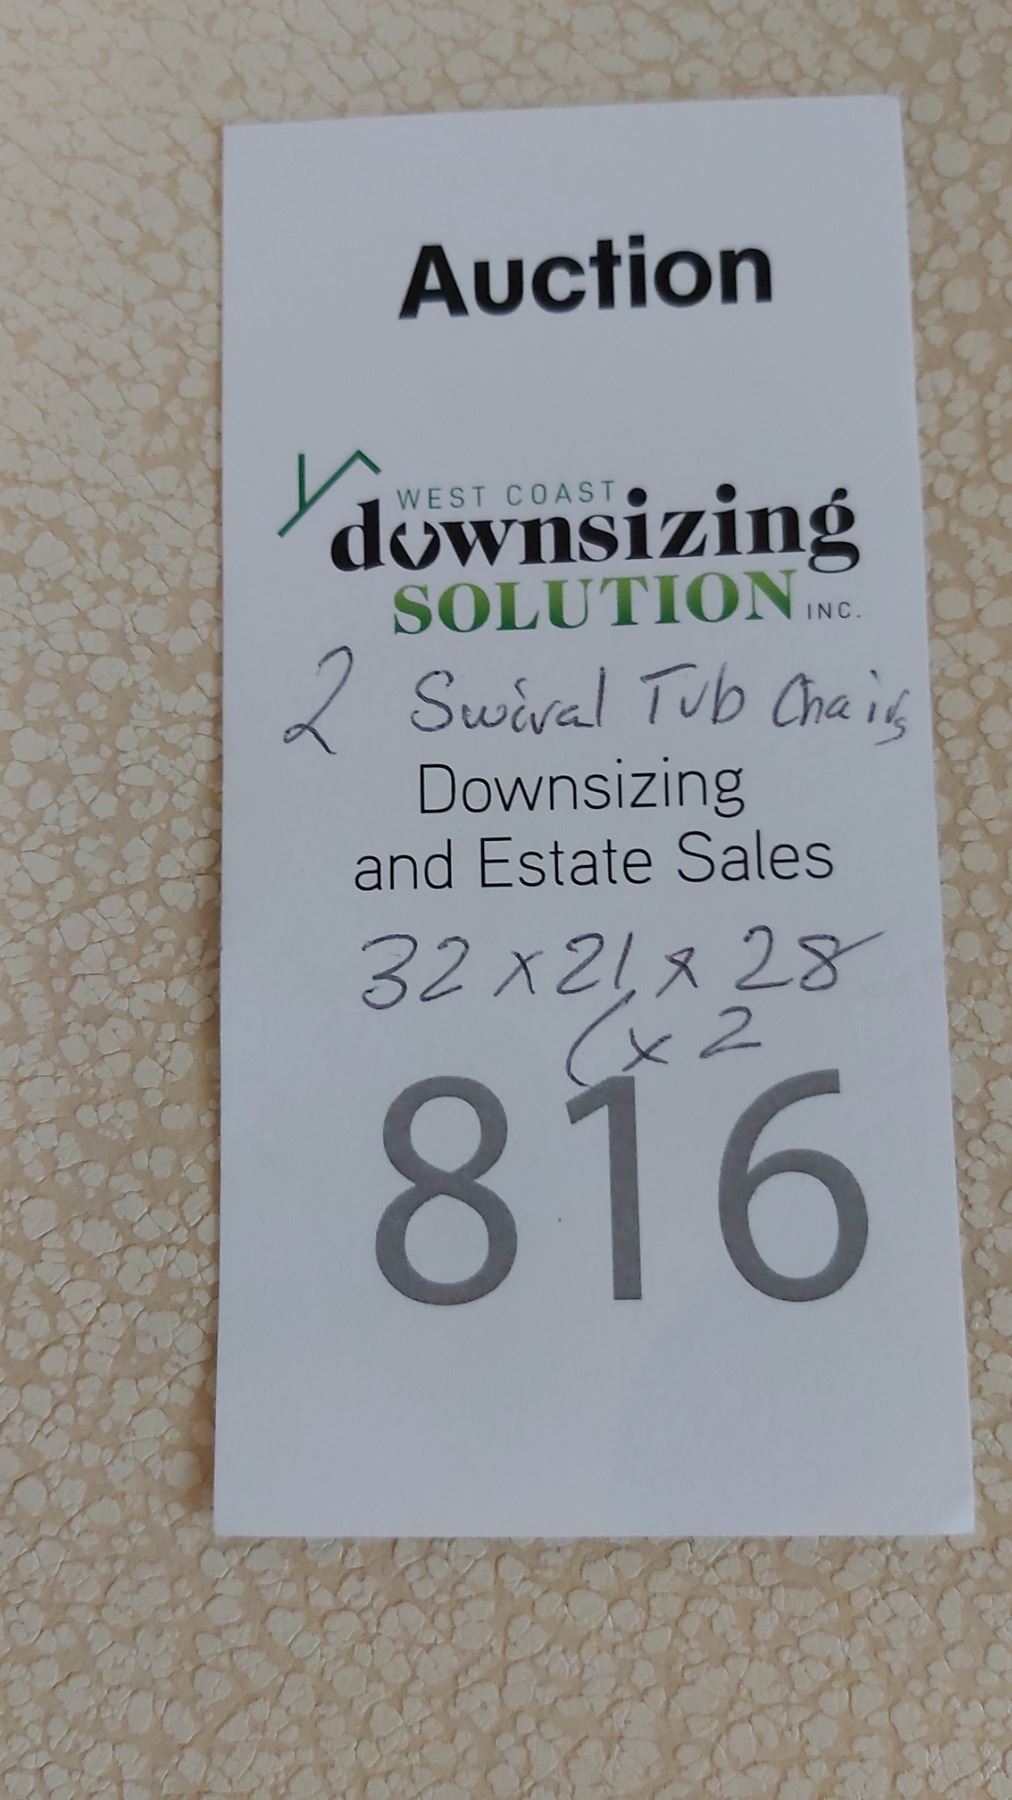 Auction
WEST COAST
downsizing
SOLUTION INC.
2 Swival Tub Chairs
Downsizing
and Estate Sales
32 x 21 x 28
(x 2
816